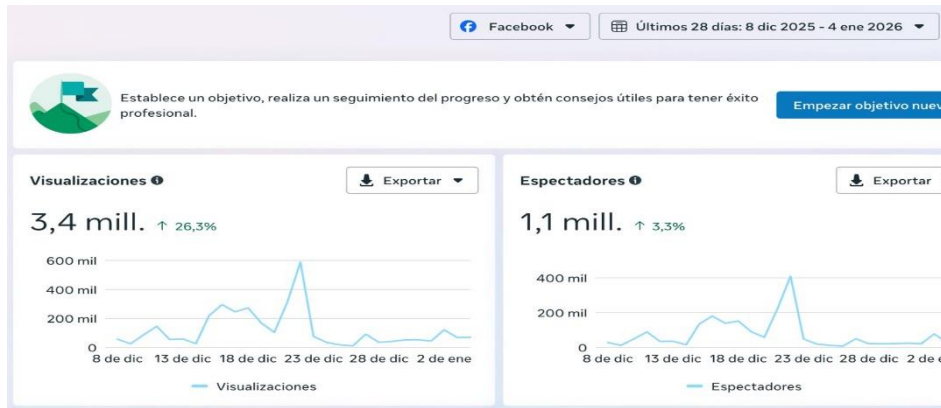 Facebook
Últimos 28 días: 8 dic 2025 - 4 ene 2026
Establece un objetivo, realiza un seguimiento del progreso y obtén consejos útiles para tener éxito
profesional.
Empezar objetivo nuev
Visualizaciones
Exportar
3,4 mill. ↑ 26,3%
600 mil
400 mil
200 mil
0
8 de dic 13 de dic 18 de dic 23 de dic 28 de dic 2 de ene
Visualizaciones
Espectadores
Exportar
1,1 mill. ↑ 3,3%
400 mil
200 mil
0
8 de dic 13 de dic 18 de dic 23 de dic 28 de dic 2 de e
Espectadores